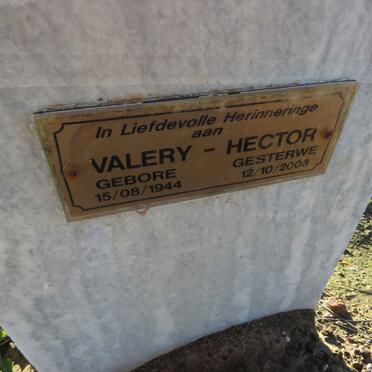 In Liefdevolle Herinneringe
aan
VALERY - HECTOR
GEBORE GESTERWE
15/08/1944 12/10/2003